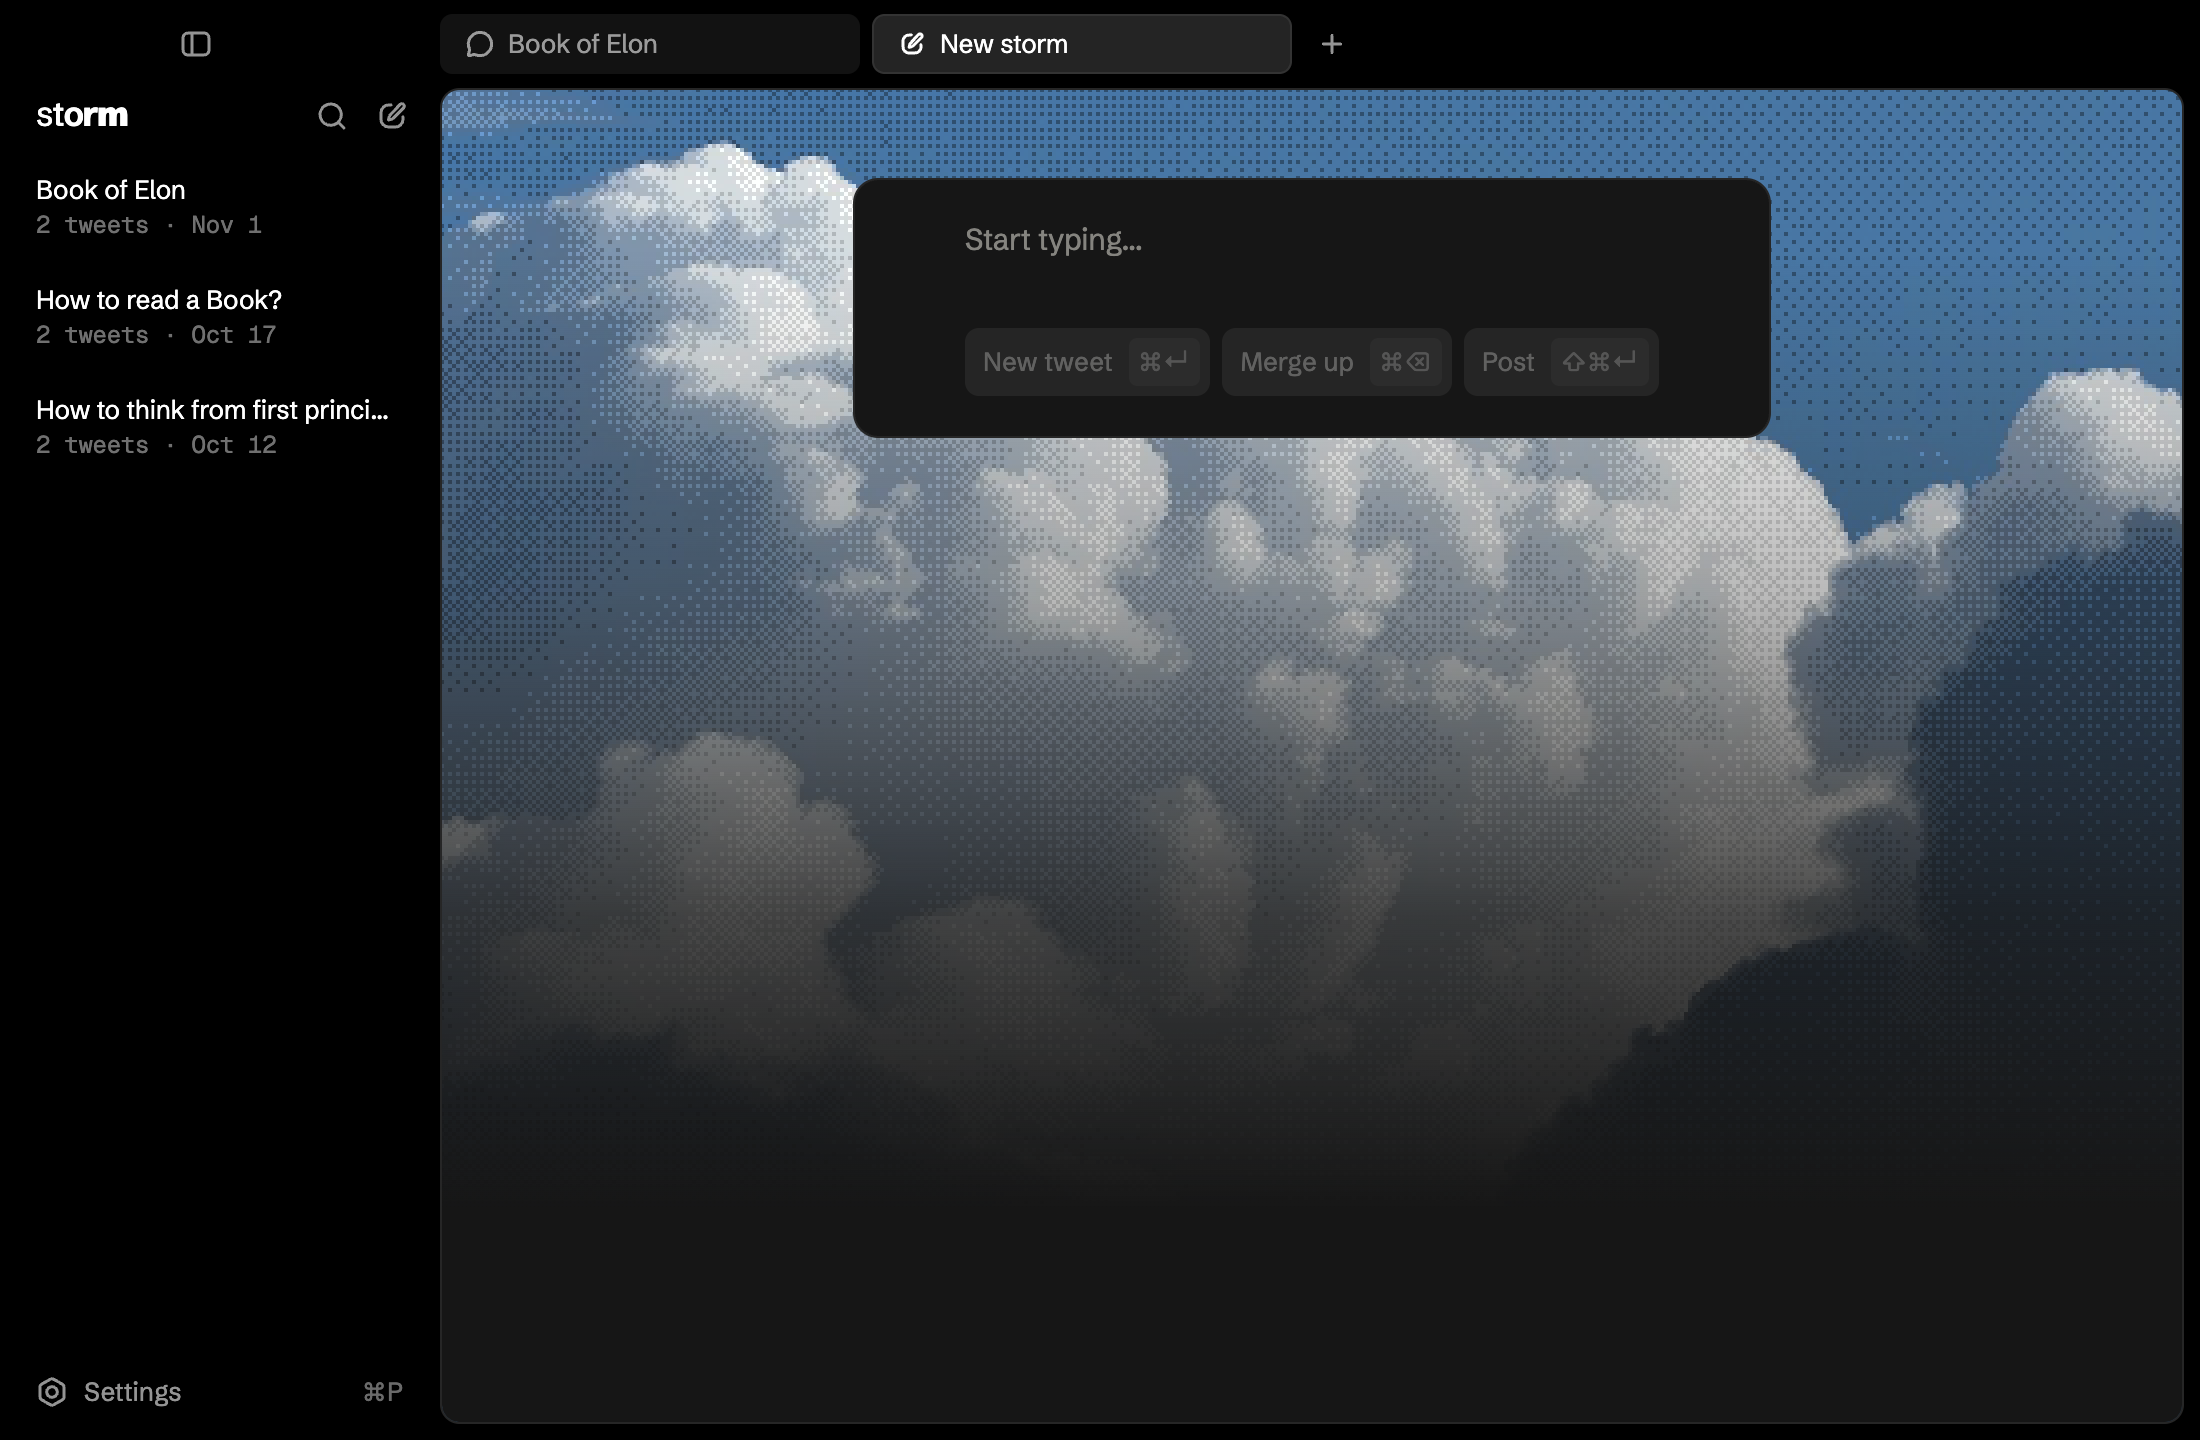 Book of Elon
New storm
storm
Book of Elon
2 tweets · Nov 1
How to read a Book?
2 tweets · Oct 17
How to think from first princi...
2 tweets · Oct 12
Start typing...
New tweet ⌘↵ Merge up ⌘⌫ Post ⇧⌘↵
Settings ⌘P